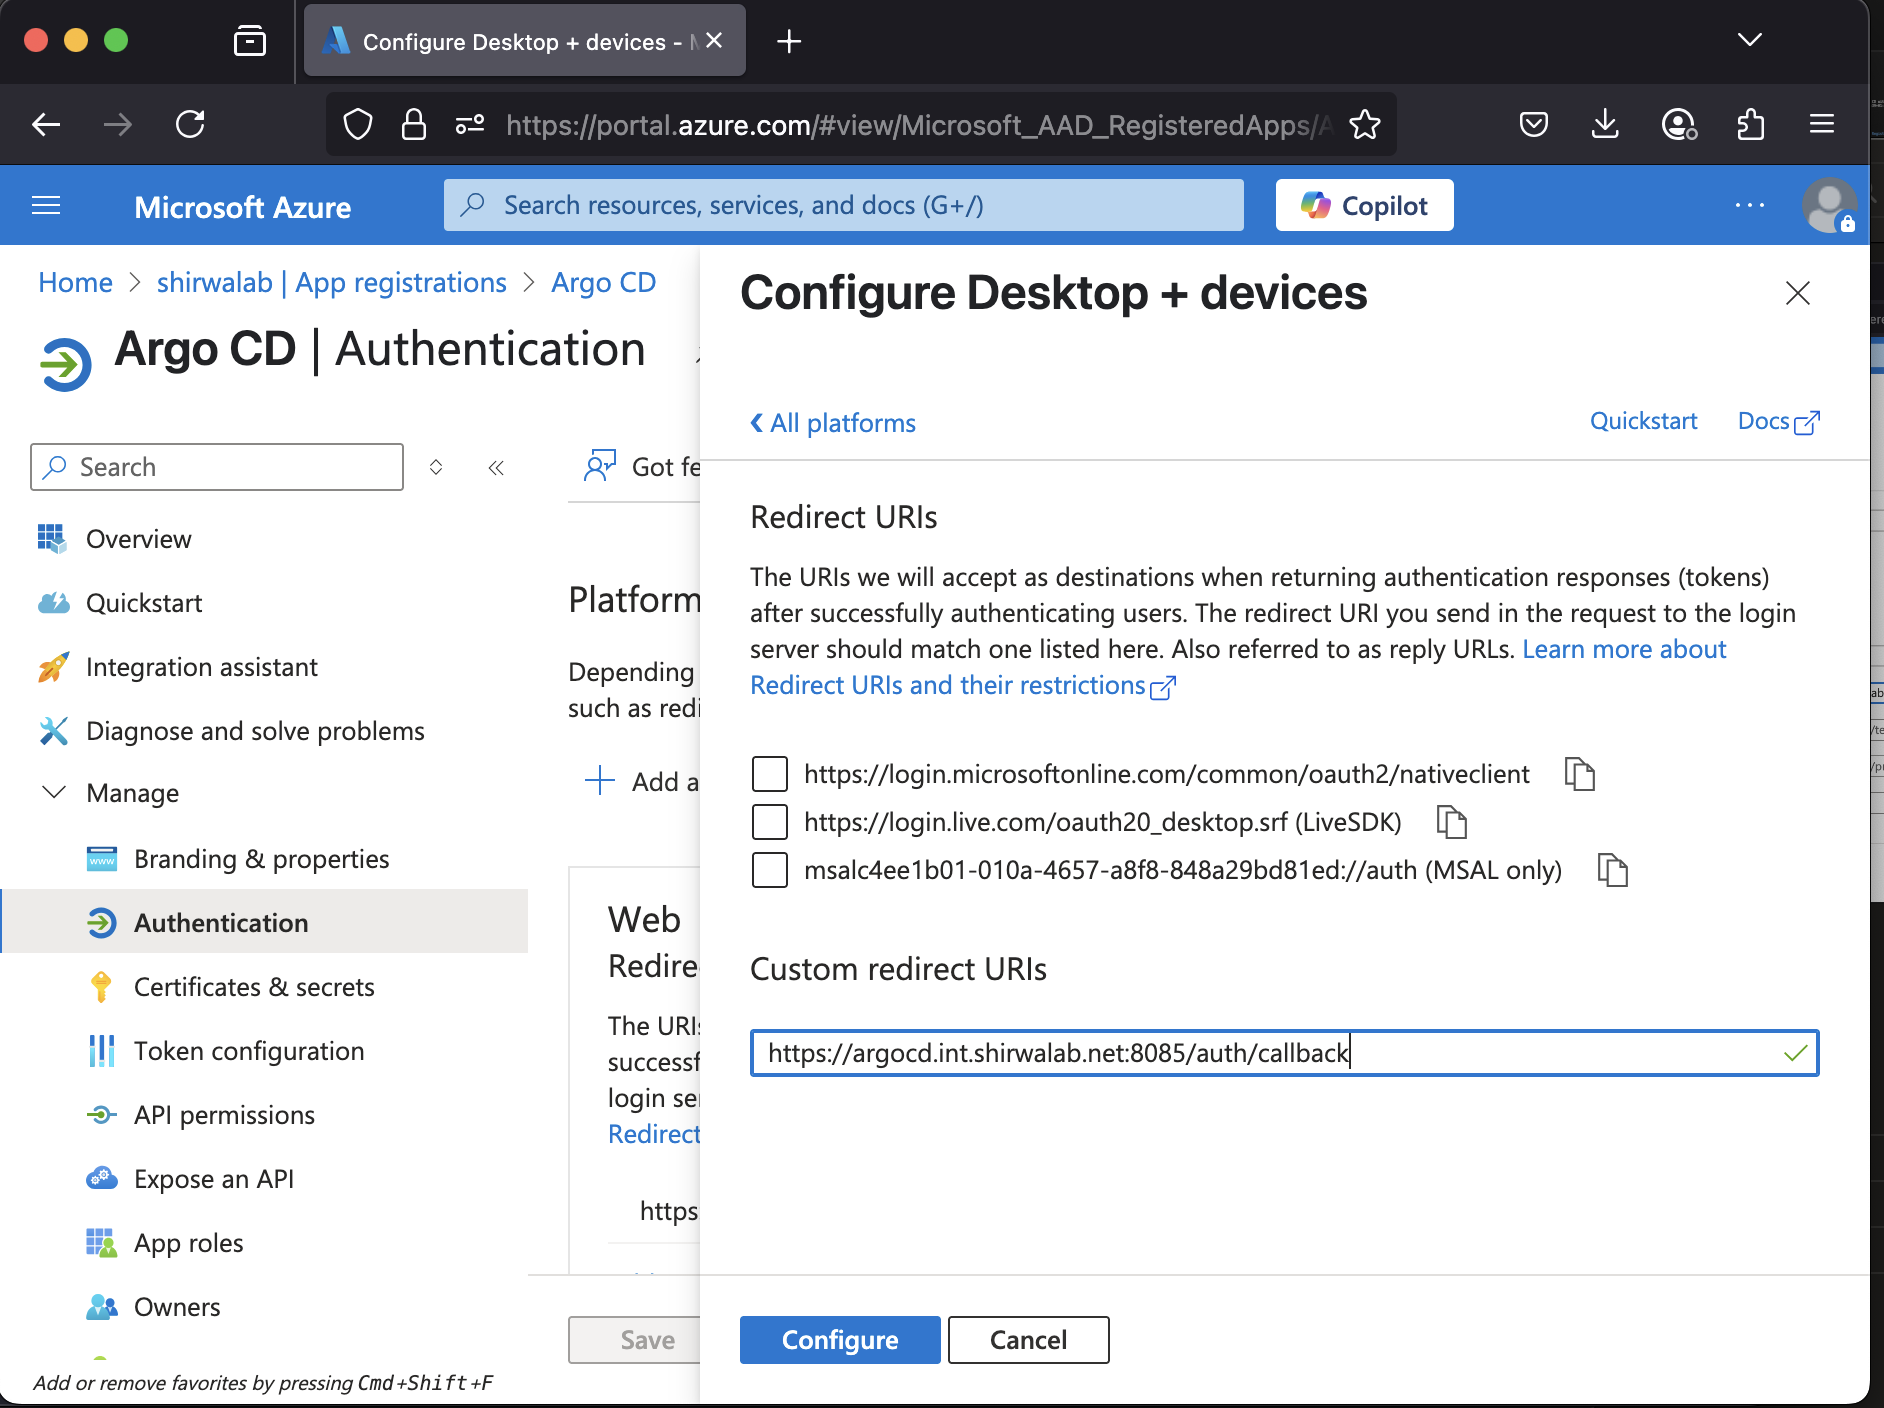 Configure Desktop + devices -
https://portal.azure.com/#view/Microsoft_AAD_RegisteredApps/A
Microsoft Azure
Search resources, services, and docs (G+/)
Copilot
Home > shirwalab | App registrations > Argo CD
Argo CD | Authentication
Search
Overview
Quickstart
Integration assistant
Diagnose and solve problems
Manage
Branding & properties
Authentication
Certificates & secrets
Token configuration
API permissions
Expose an API
App roles
Owners
Add or remove favorites by pressing Cmd+Shift+F
Got fe
Platform
Depending
such as redi
Add a
Web
Redire
The URIs
successf
login ser
Redirect
https
Save
Configure Desktop + devices
All platforms
Quickstart
Docs
Redirect URIs
The URIs we will accept as destinations when returning authentication responses (tokens)
after successfully authenticating users. The redirect URI you send in the request to the login
server should match one listed here. Also referred to as reply URLs. Learn more about
Redirect URIs and their restrictions
https://login.microsoftonline.com/common/oauth2/nativeclient
https://login.live.com/oauth20_desktop.srf (LiveSDK)
msalc4ee1b01-010a-4657-a8f8-848a29bd81ed://auth (MSAL only)
Custom redirect URIs
https://argocd.int.shirwalab.net:8085/auth/callback
Configure
Cancel